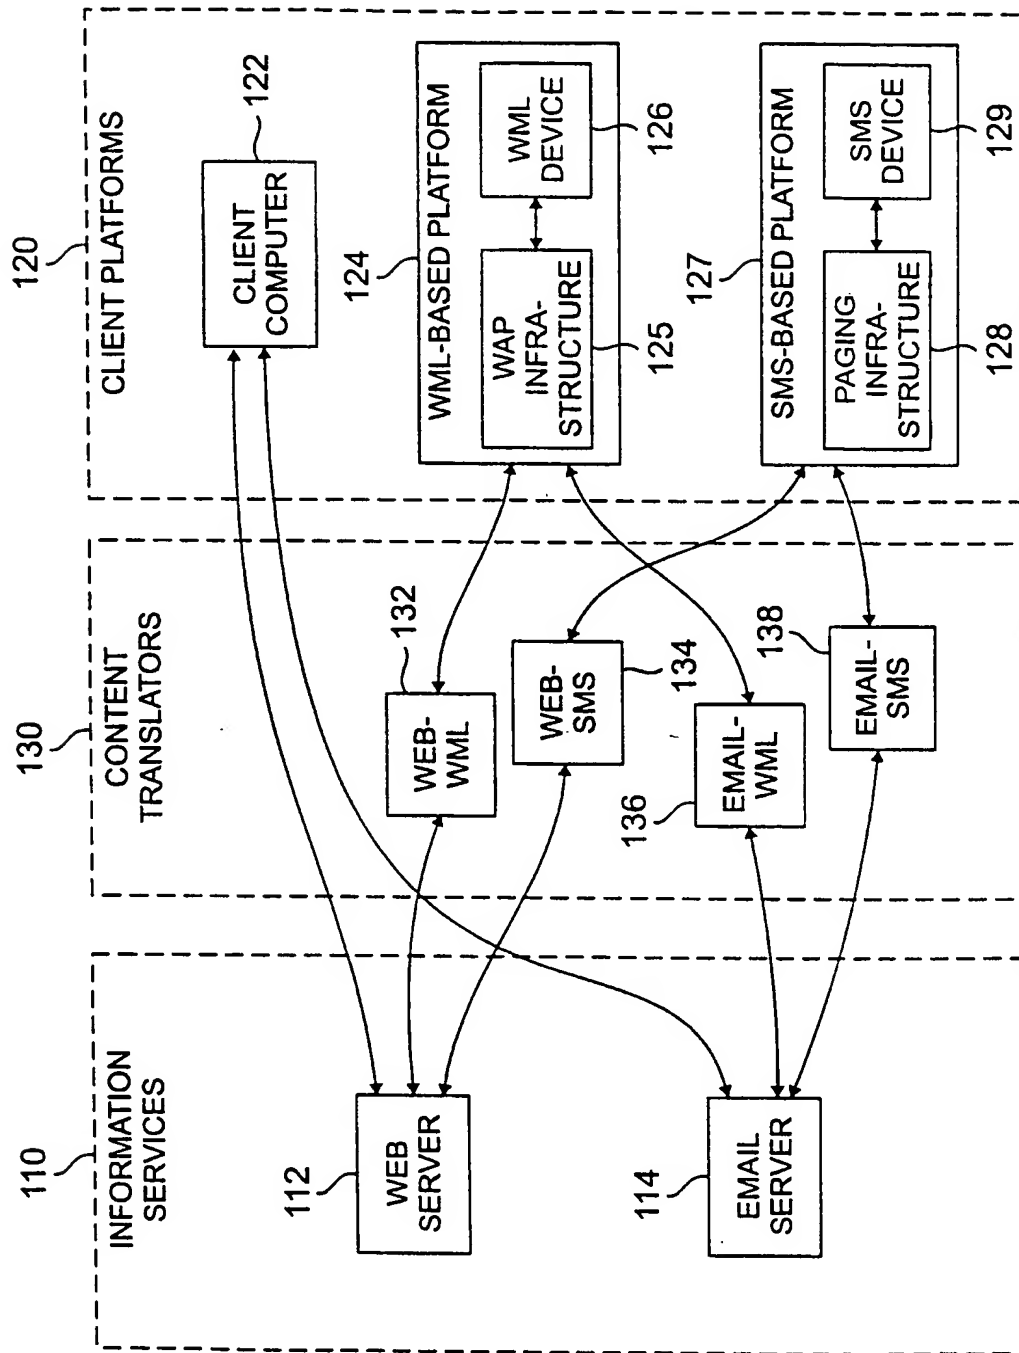 110
INFORMATION
SERVICES
112
WEB
SERVER
114
EMAIL
SERVER
130
CONTENT
TRANSLATORS
132
WEB-
WML
WEB-
SMS
134
136
EMAIL-
WML
138
EMAIL-
SMS
120
CLIENT PLATFORMS
122
CLIENT
COMPUTER
124
WML-BASED PLATFORM
WAP
INFRA-
STRUCTURE
125
WML
DEVICE
126
127
SMS-BASED PLATFORM
PAGING
INFRA-
STRUCTURE
128
SMS
DEVICE
129